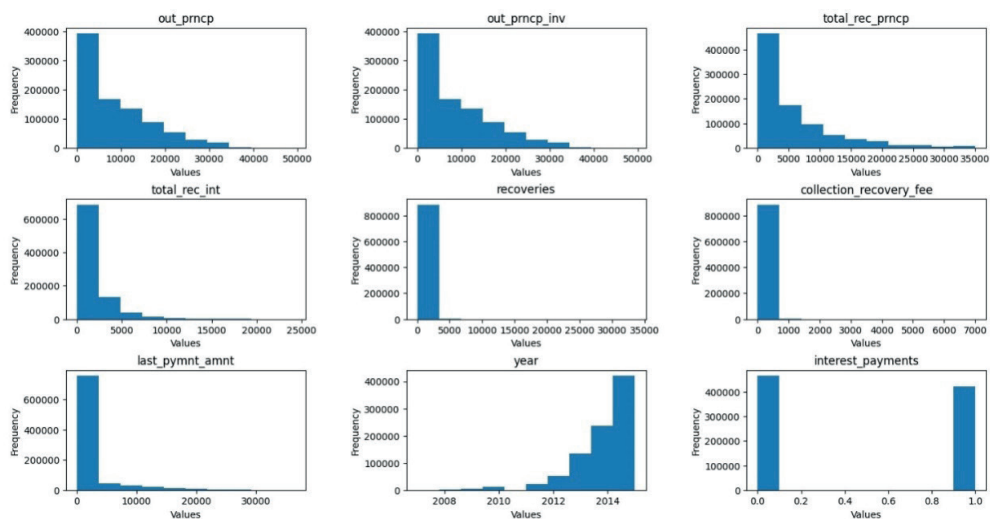 out_prncp
400000
300000
200000
100000
0
Frequency
0 10000 20000 30000 40000 50000
Values
out_prncp_inv
400000
300000
200000
100000
0
Frequency
0 10000 20000 30000 40000 50000
Values
total_rec_prncp
400000
300000
200000
100000
0
Frequency
0 5000 10000 15000 20000 25000 30000 35000
Values
total_rec_int
600000
400000
200000
0
Frequency
0 5000 10000 15000 20000 25000
Values
recoveries
800000
600000
400000
200000
0
Frequency
0 5000 10000 15000 20000 25000 30000 35000
Values
collection_recovery_fee
800000
600000
400000
200000
0
Frequency
0 1000 2000 3000 4000 5000 6000 7000
Values
last_pymnt_amnt
600000
400000
200000
0
Frequency
0 10000 20000 30000
Values
year
400000
300000
200000
100000
0
Frequency
2008 2010 2012 2014
Values
interest_payments
400000
300000
200000
100000
0
Frequency
0.0 0.2 0.4 0.6 0.8 1.0
Values